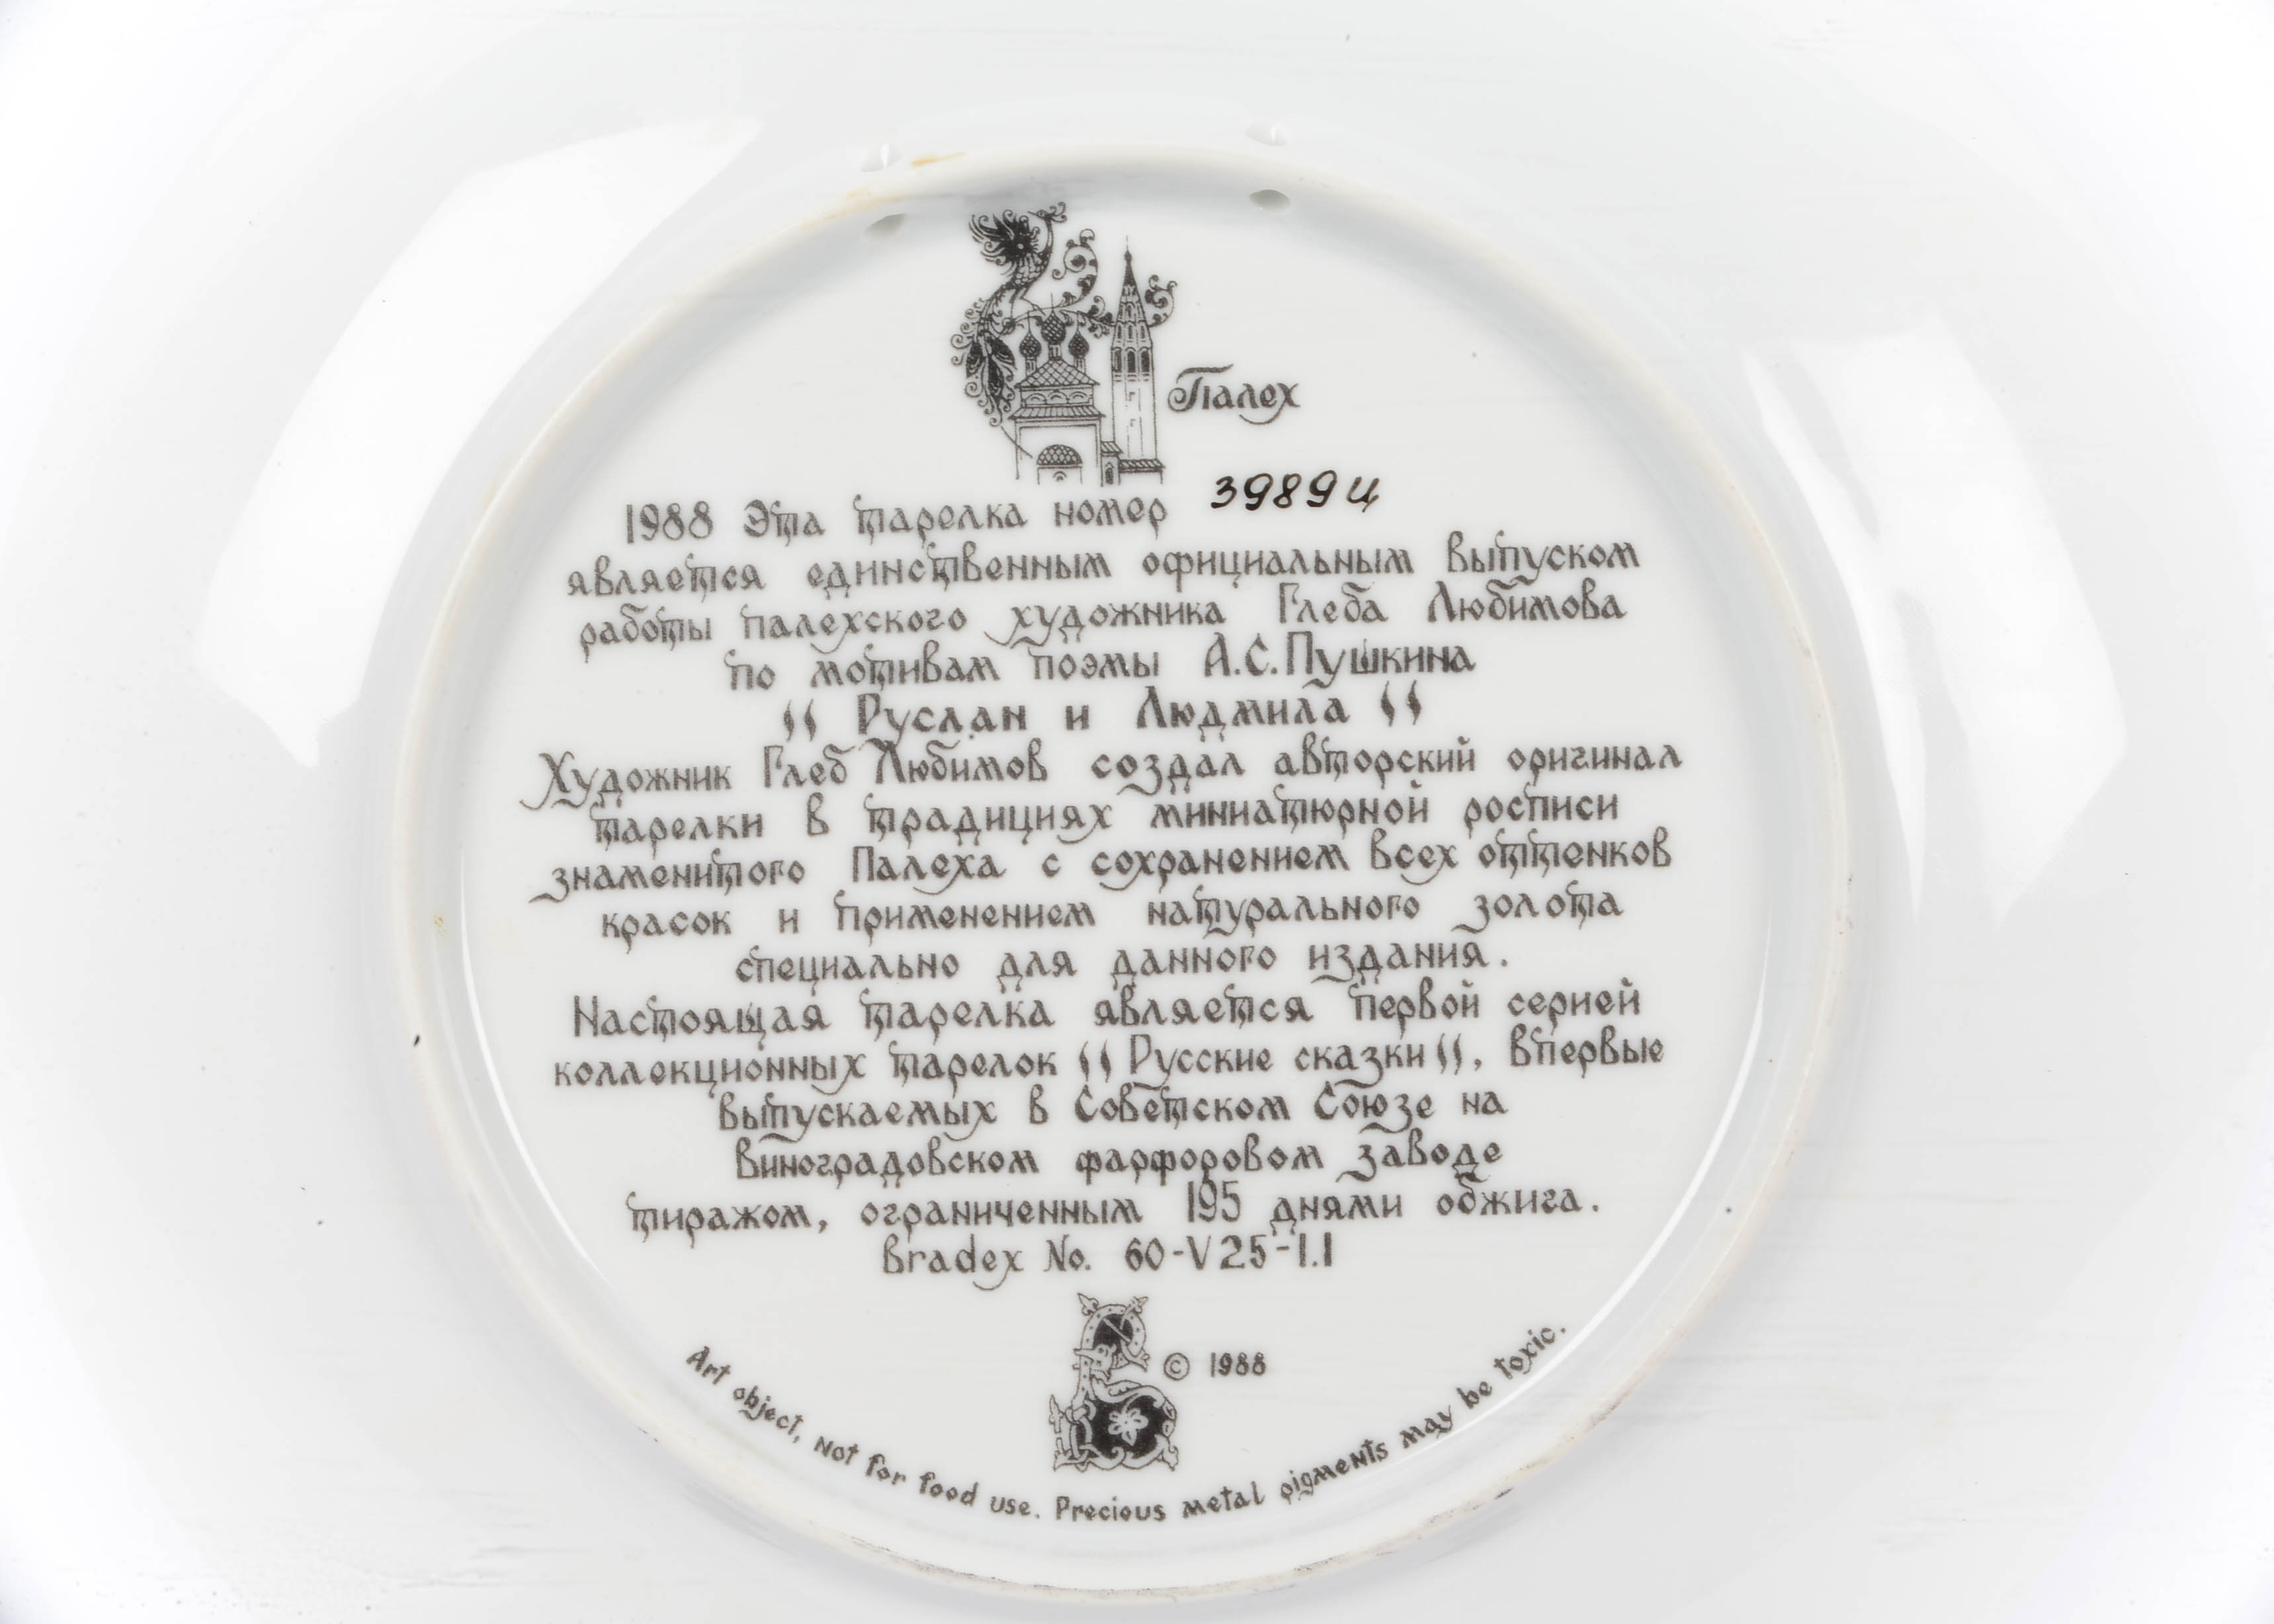 Палех
1988 Эта тарелка номер 3989 и
является единственным официальным выпуском
работы палехского художника Глеба Любимова
по мотивам поэмы А.С.Пушкина
"Руслан и Людмила"
Художник Глеб Любимов создал авторский оригинал
тарелки в традициях миниатюрной росписи
знаменитого Палеха с сохранением всех оттенков
красок и применением натурального золота
специально для данного издания.
Настоящая тарелка является первой серией
коллекционных тарелок "Русские сказки", впервые
выпускаемых в Советском Союзе на
Виноградовском фарфоровом заводе
тиражом, ограниченным 195 днями обжига.
Bradex No. 60-V25-1.1
© 1988
Art object, not for food use. Precious metal pigments may be toxic.